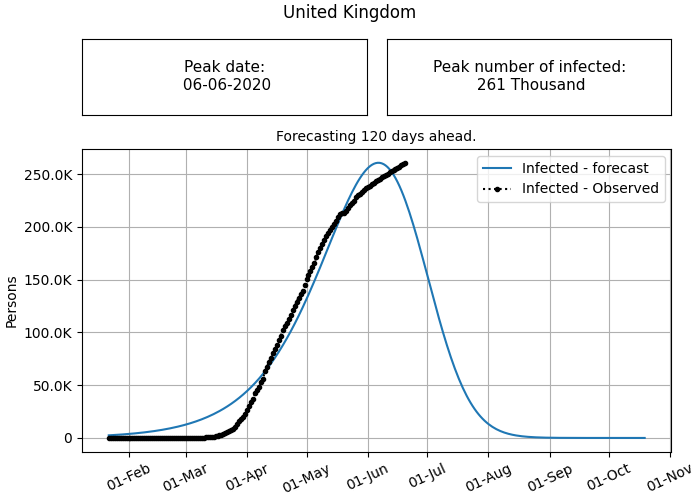 United Kingdom
Peak date:
06-06-2020
Peak number of infected:
261 Thousand
Forecasting 120 days ahead.
Infected - forecast
Infected - Observed
Persons
250.0K
200.0K
150.0K
100.0K
50.0K
0
01-Feb
01-Mar
01-Apr
01-May
01-Jun
01-Jul
01-Aug
01-Sep
01-Oct
01-Nov